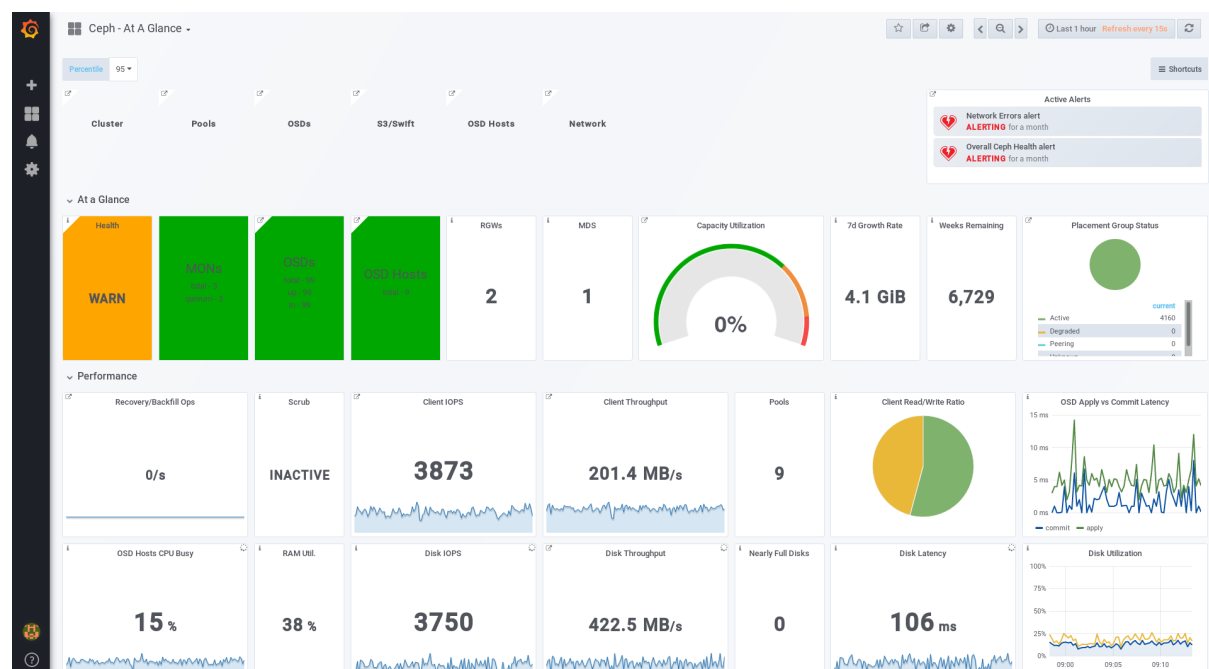 Ceph - At A Glance
Last 1 hour Refresh every 15s
Percentile 95
Shortcuts
Cluster
Pools
OSDs
S3/Swift
OSD Hosts
Network
Active Alerts
Network Errors alert
ALERTING for a month
Overall Ceph Health alert
ALERTING for a month
At a Glance
Health
WARN
MONs
OSDs
OSD Hosts
RGWs
2
MDS
1
Capacity Utilization
0%
7d Growth Rate
4.1 GiB
Weeks Remaining
6,729
Placement Group Status
current
Active 4160
Degraded 0
Peering 0
Performance
Recovery/Backfill Ops
0/s
Scrub
INACTIVE
Client IOPS
3873
Client Throughput
201.4 MB/s
Pools
9
Client Read/Write Ratio
OSD Apply vs Commit Latency
15 ms
10 ms
5 ms
0 ms
commit apply
OSD Hosts CPU Busy
15 %
RAM Util.
38 %
Disk IOPS
3750
Disk Throughput
422.5 MB/s
Nearly Full Disks
0
Disk Latency
106 ms
Disk Utilization
100%
75%
50%
25%
0%
09:00 09:05 09:10